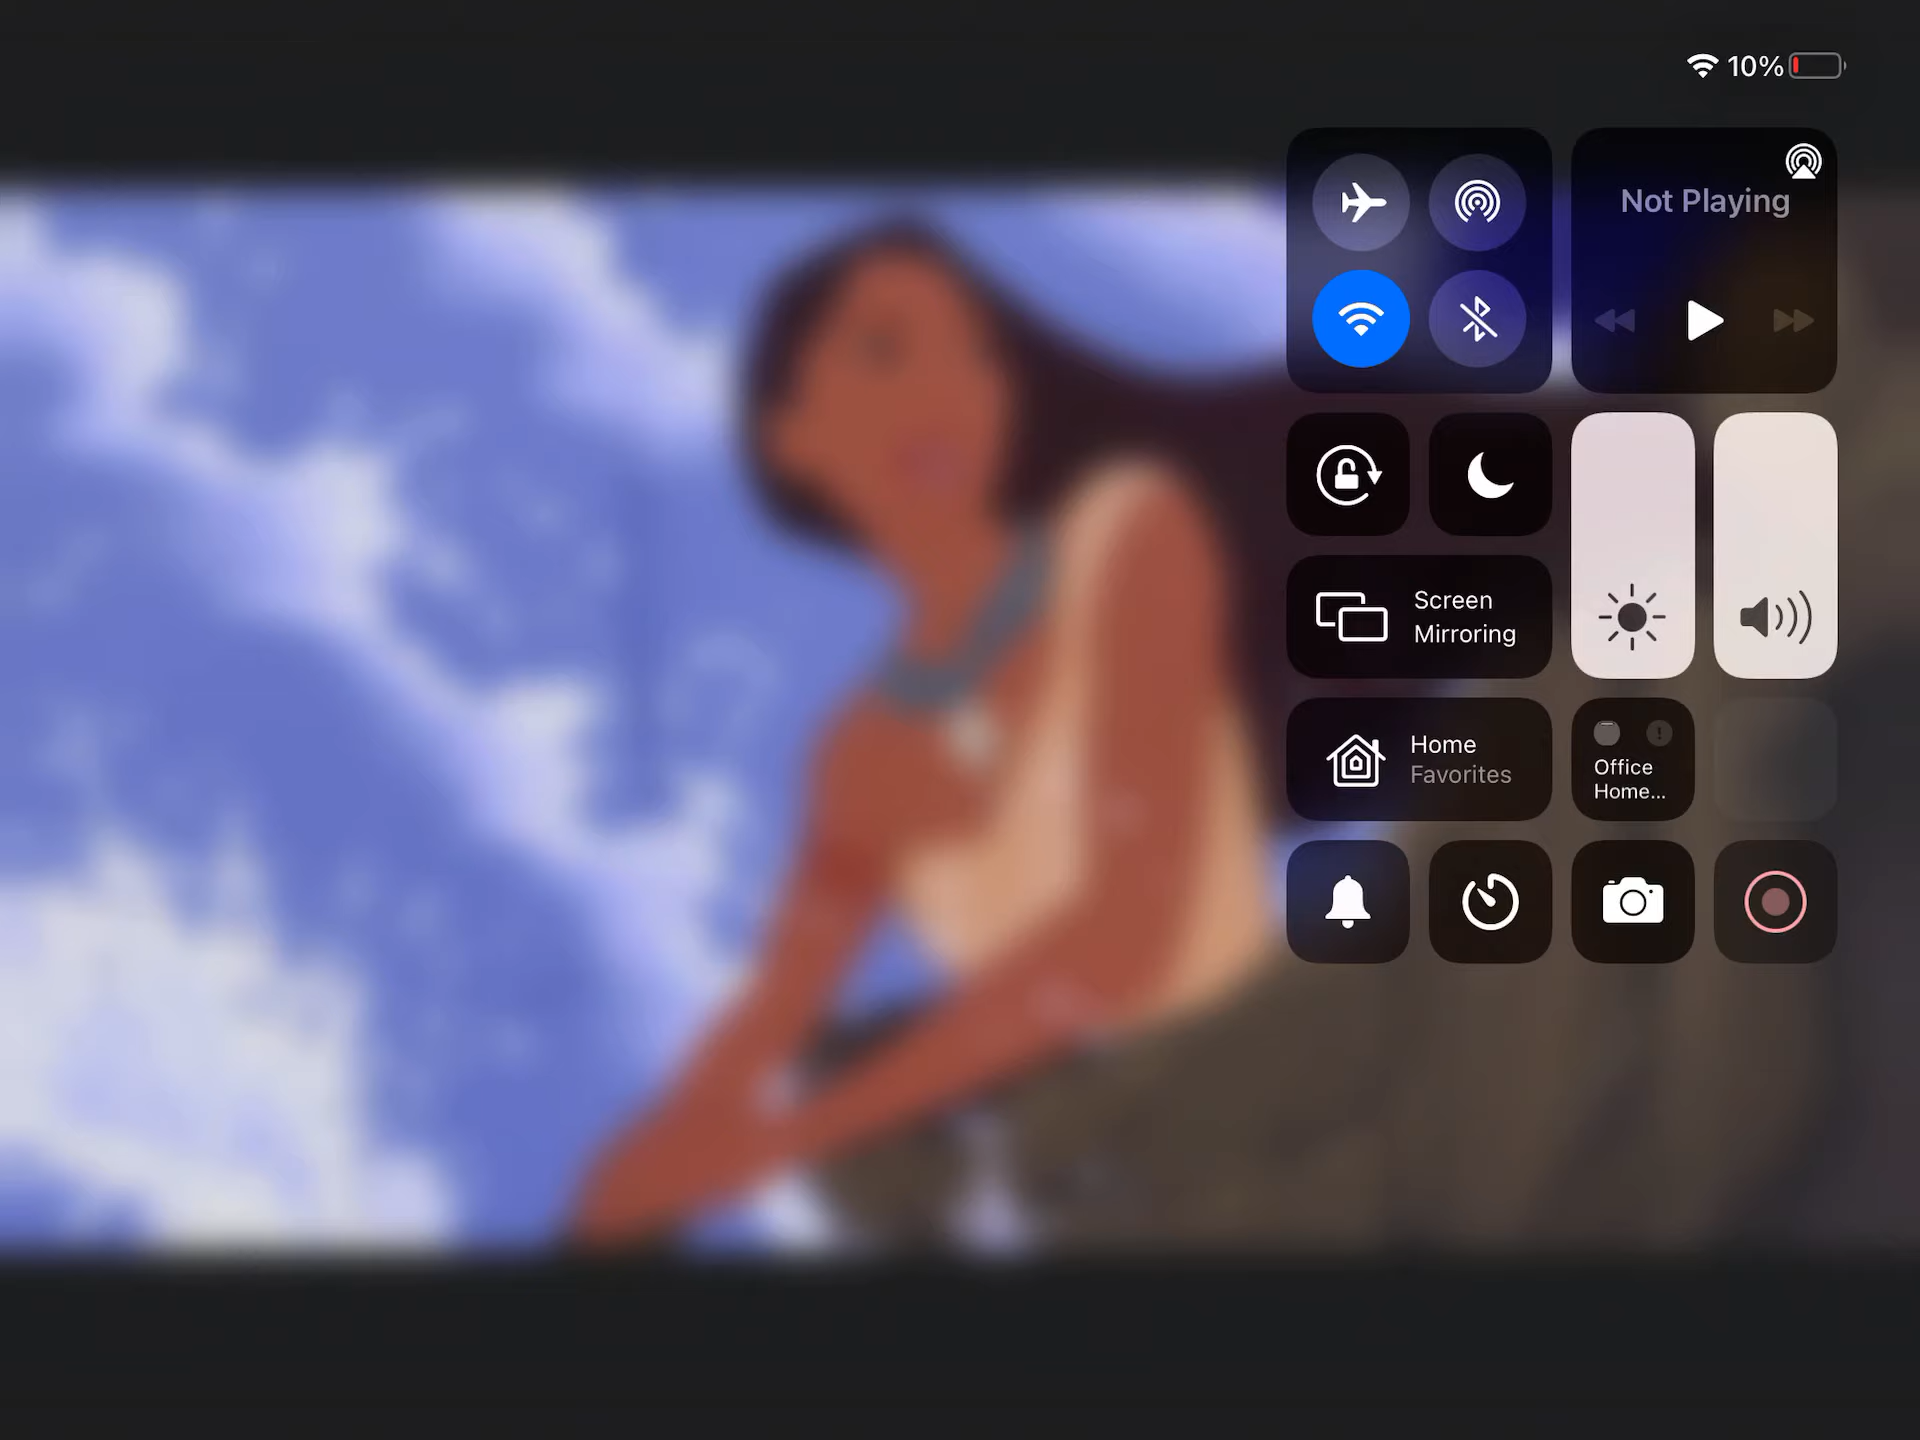 10%
Not Playing
Screen
Mirroring
Home
Favorites
Office
Home...